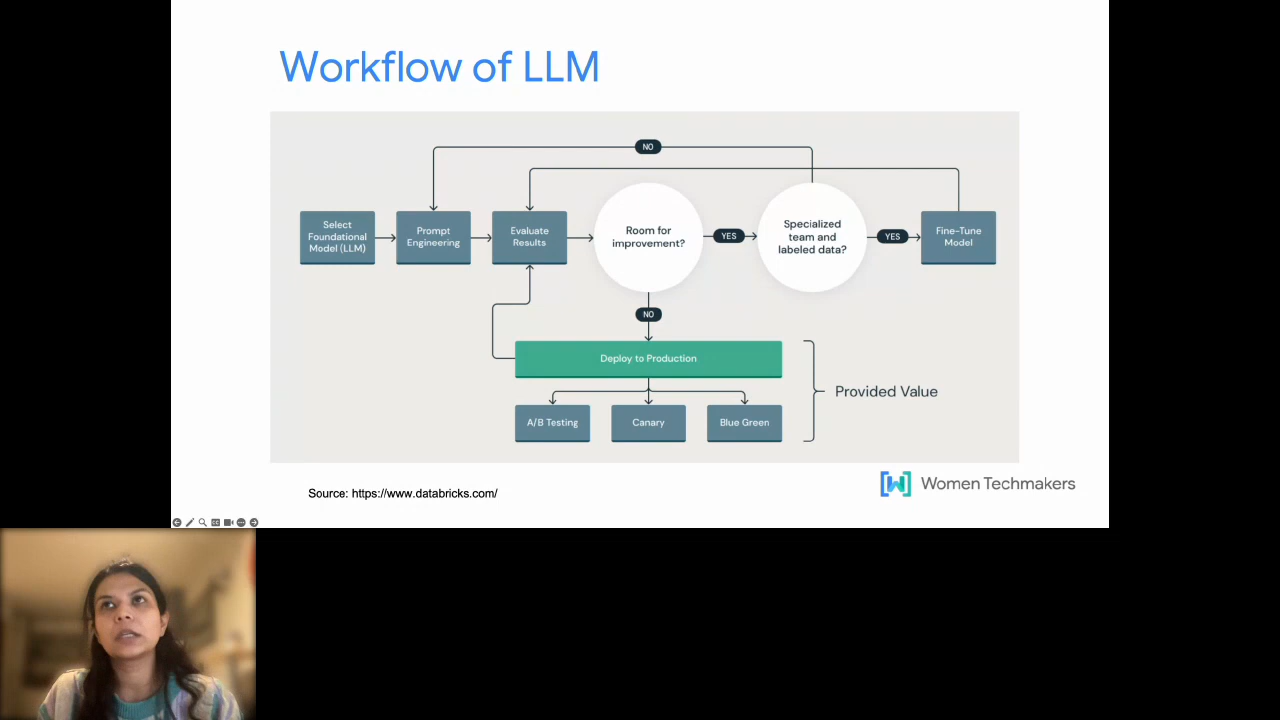 Workflow of LLM
NO
Select
Foundational
Model (LLM)
Prompt
Engineering
Evaluate
Results
Room for
improvement?
YES
Specialized
team and
labeled data?
YES
Fine-Tune
Model
NO
Deploy to Production
A/B Testing
Canary
Blue Green
Provided Value
Source: https://www.databricks.com/
Women Techmakers